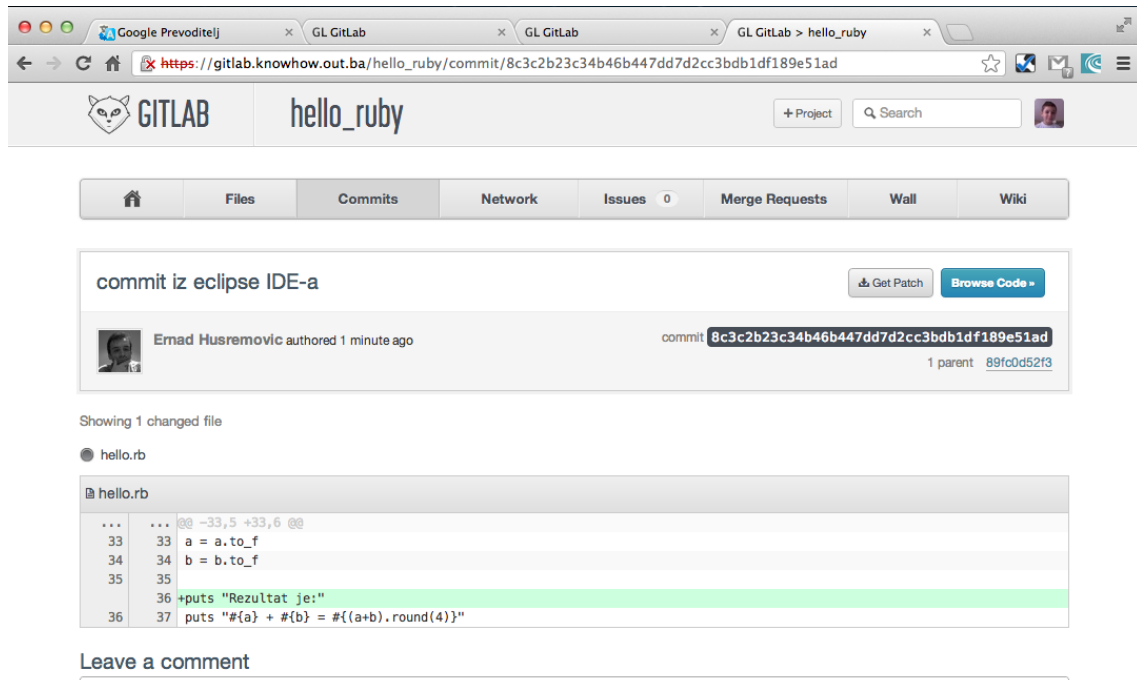 Google Prevoditelj × GL GitLab × GL GitLab × GL GitLab > hello_ruby ×
https://gitlab.knowhow.out.ba/hello_ruby/commit/8c3c2b23c34b46b447dd7d2cc3bdb1df189e51ad
7
GITLAB hello_ruby + Project Search
Files Commits Network Issues 0 Merge Requests Wall Wiki
commit iz eclipse IDE-a Get Patch Browse Code »
Ernad Husremovic authored 1 minute ago commit 8c3c2b23c34b46b447dd7d2cc3bdb1df189e51ad
1 parent 89fc0d52f3
Showing 1 changed file
hello.rb
hello.rb
... ... @@ -33,5 +33,6 @@
33 33 a = a.to_f
34 34 b = b.to_f
35 35
36 +puts "Rezultat je:"
36 37 puts "#{a} + #{b} = #{(a+b).round(4)}"
Leave a comment